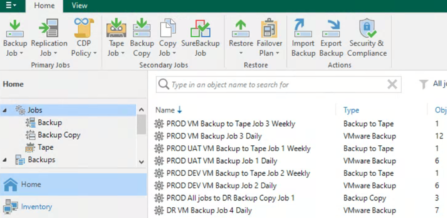 Home View
Backup Job Replication Job CDP Policy Tape Job Backup Copy Copy Job SureBackup Job Restore Failover Plan Import Backup Export Backup Security & Compliance
Primary Jobs Secondary Jobs Restore Actions
Home
Type in an object name to search for
All
Jobs
Backup
Backup Copy
Tape
Backups
Home
Inventory
Name Type
PROD VM Backup to Tape Job 3 Weekly Backup to Tape 1
PROD VM Backup Job 3 Daily VMware Backup 12
PROD UAT VM Backup to Tape Job 1 Weekly Backup to Tape 1
PROD UAT VM Backup Job 1 Daily VMware Backup 7
PROD DEV VM Backup to Tape Job 2 Weekly Backup to Tape 1
PROD DEV VM Backup Job 2 Daily VMware Backup 6
PROD All jobs to DR Backup Copy Job 1 Backup Copy 3
DR VM Backup Job 4 Daily VMware Backup 7